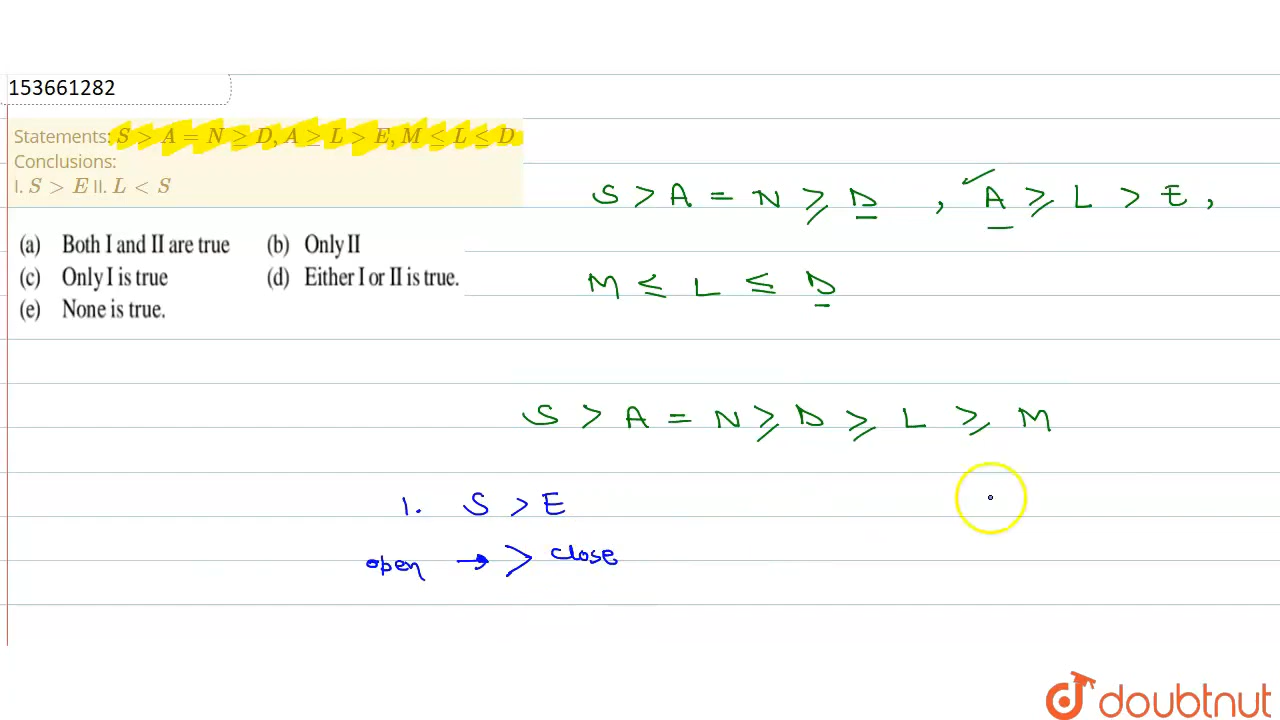 153661282
Statements: S > A = N ≥ D, A ≥ L > E, M ≤ L ≤ D
Conclusions:
I. S > E II. L < S
(a) Both I and II are true (b) Only II
(c) Only I is true (d) Either I or II is true.
(e) None is true.
S > A = N ≥ D , A ≥ L > E ,
M ≤ L ≤ D
S > A = N ≥ D ≥ L ≥ M
1. S > E
open → > close
doubtnut